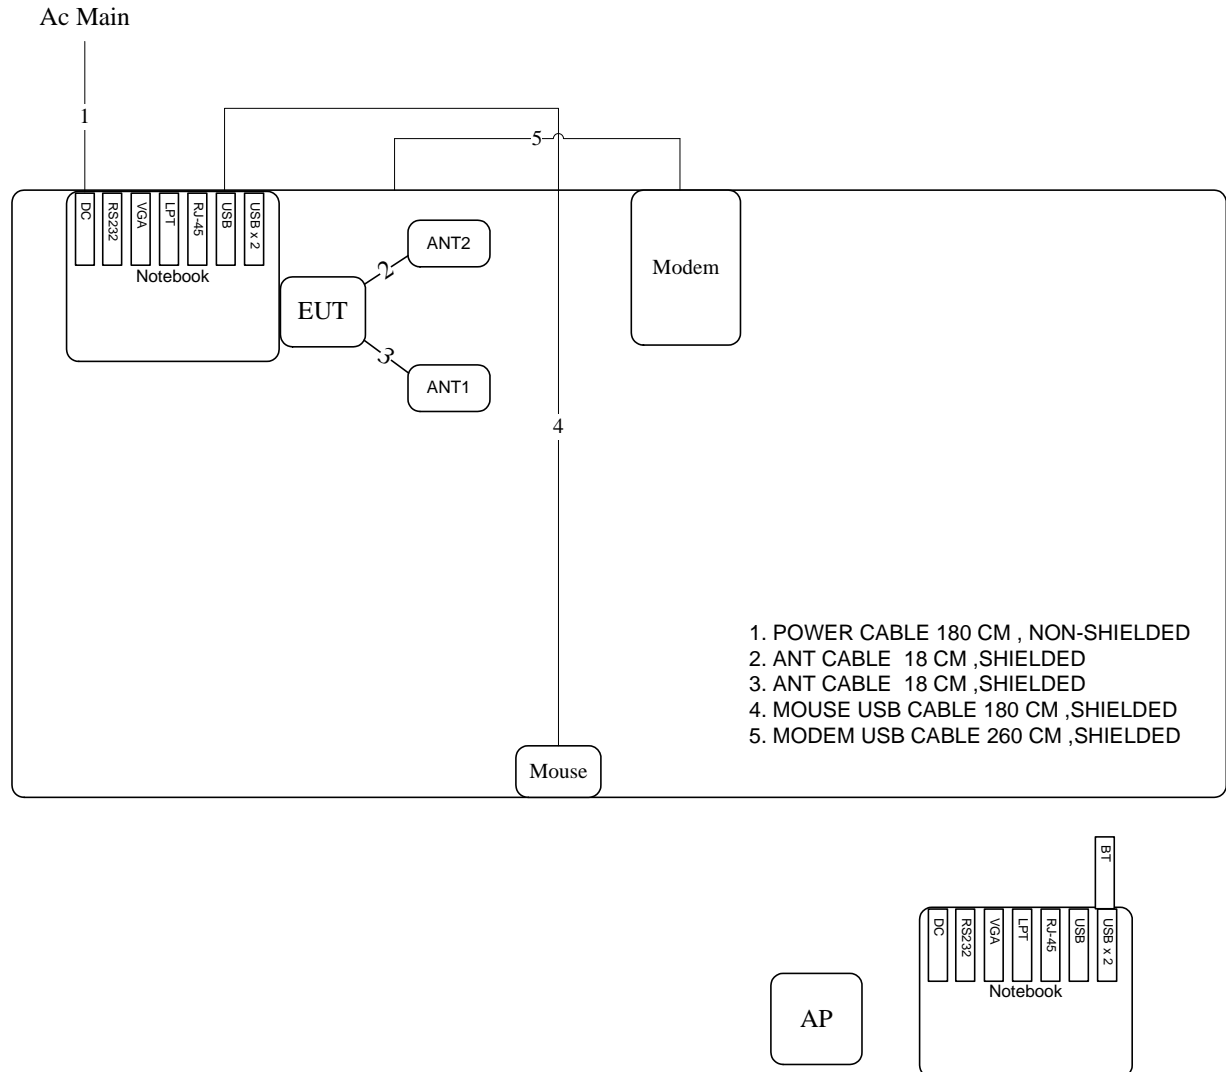 Ac Main
1
5
DC
RS232
VGA
LPT
RJ-45
USB
USB x 2
Notebook
EUT
2
ANT2
3
ANT1
Modem
4
1. POWER CABLE 180 CM , NON-SHIELDED
2. ANT CABLE  18 CM ,SHIELDED
3. ANT CABLE  18 CM ,SHIELDED
4. MOUSE USB CABLE 180 CM ,SHIELDED
5. MODEM USB CABLE 260 CM ,SHIELDED
Mouse
BT
DC
RS232
VGA
LPT
RJ-45
USB
USB x 2
Notebook
AP